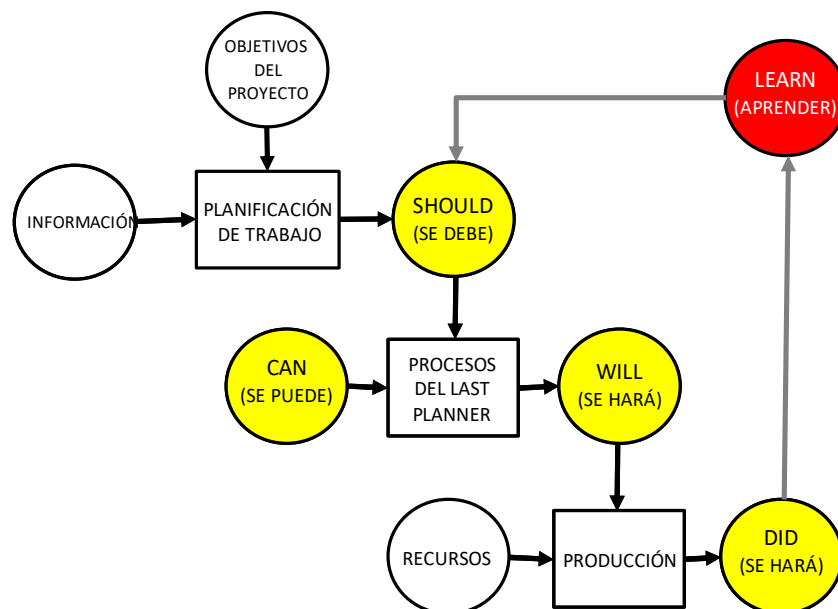 OBJETIVOS
DEL
PROYECTO
LEARN
(APRENDER)
INFORMACIÓN
PLANIFICACIÓN
DE TRABAJO
SHOULD
(SE DEBE)
CAN
(SE PUEDE)
PROCESOS
DEL LAST
PLANNER
WILL
(SE HARÁ)
RECURSOS
PRODUCCIÓN
DID
(SE HARÁ)